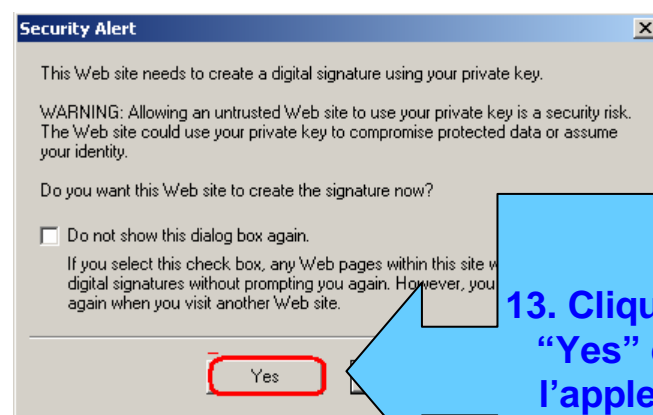 Security Alert
This Web site needs to create a digital signature using your private key.
WARNING: Allowing an untrusted Web site to use your private key is a security risk.
The Web site could use your private key to compromise protected data or assume
your identity.
Do you want this Web site to create the signature now?
Do not show this dialog box again.
If you select this check box, any Web pages within this site
digital signatures without prompting you again. However, you
again when you visit another Web site.
Yes
13.
“Yes”